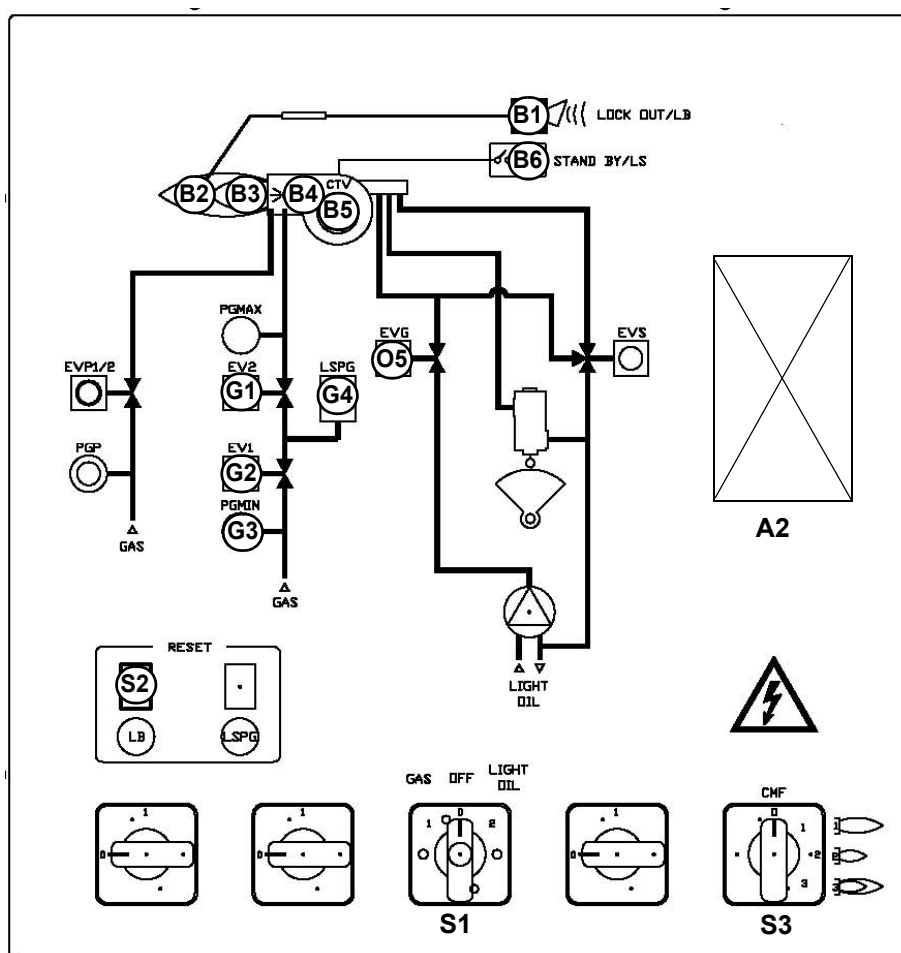 B1 LOCK OUT/LB
B6 STAND BY/LS
B2 B3 B4 CTV
B5
PGMAX
EVG
EVS
O5
EVP1/2
EV2
LSPG
G1
G4
PGP
EV1
G2
PGMIN
G3
GAS
GAS
A2
LIGHT
OIL
RESET
S2
LB
LSPG
GAS OFF LIGHT
OIL
CMF
1
0
1
0
0
1 2
1
0
0
1
2
3
1
2
3
S1
S3